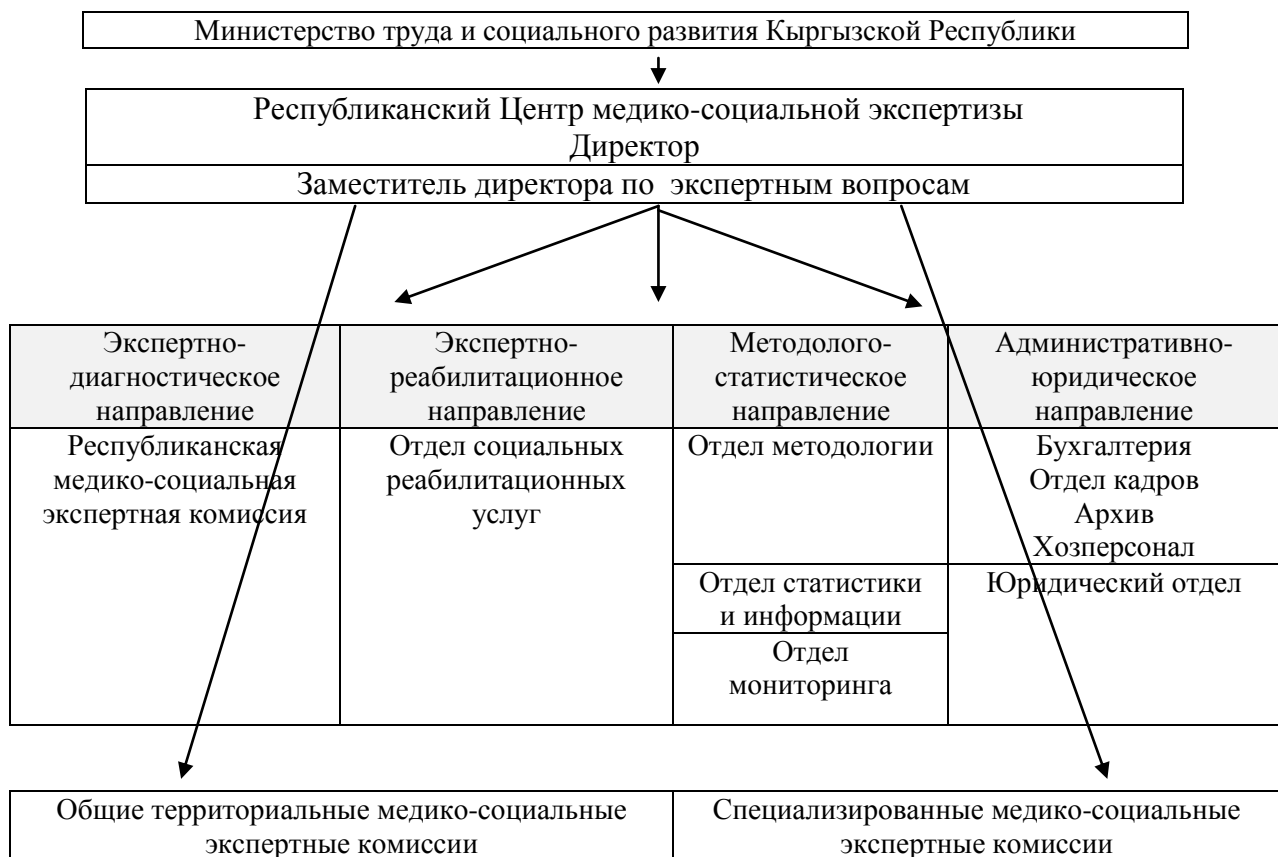 Министерство труда и социального развития Кыргызской Республики
Республиканский Центр медико-социальной экспертизы
Директор
Заместитель директора по экспертным вопросам
Экспертно-
диагностическое
направление
Экспертно-
реабилитационное
направление
Методолого-
статистическое
направление
Административно-
юридическое
направление
Республиканская
медико-социальная
экспертная комиссия
Отдел социальных
реабилитационных
услуг
Отдел методологии
Бухгалтерия
Отдел кадров
Архив
Хозперсонал
Отдел статистики
и информации
Юридический отдел
Отдел
мониторинга
Общие территориальные медико-социальные
экспертные комиссии
Специализированные медико-социальные
экспертные комиссии